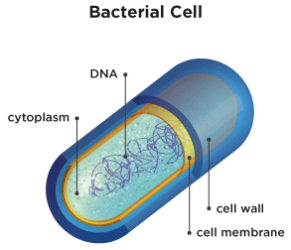 Bacterial Cell
DNA
cytoplasm
cell wall
cell membrane